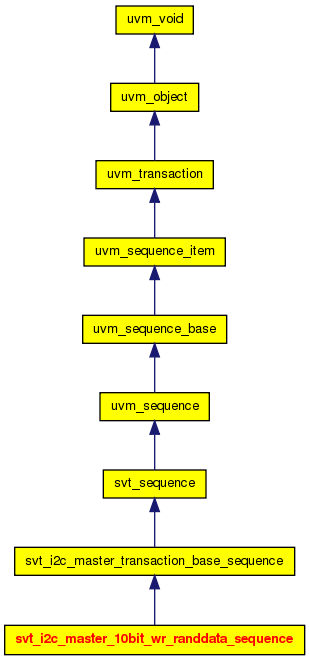 uvm_void
uvm_object
uvm_transaction
uvm_sequence_item
uvm_sequence_base
uvm_sequence
svt_sequence
svt_i2c_master_transaction_base_sequence
svt_i2c_master_10bit_wr_randdata_sequence